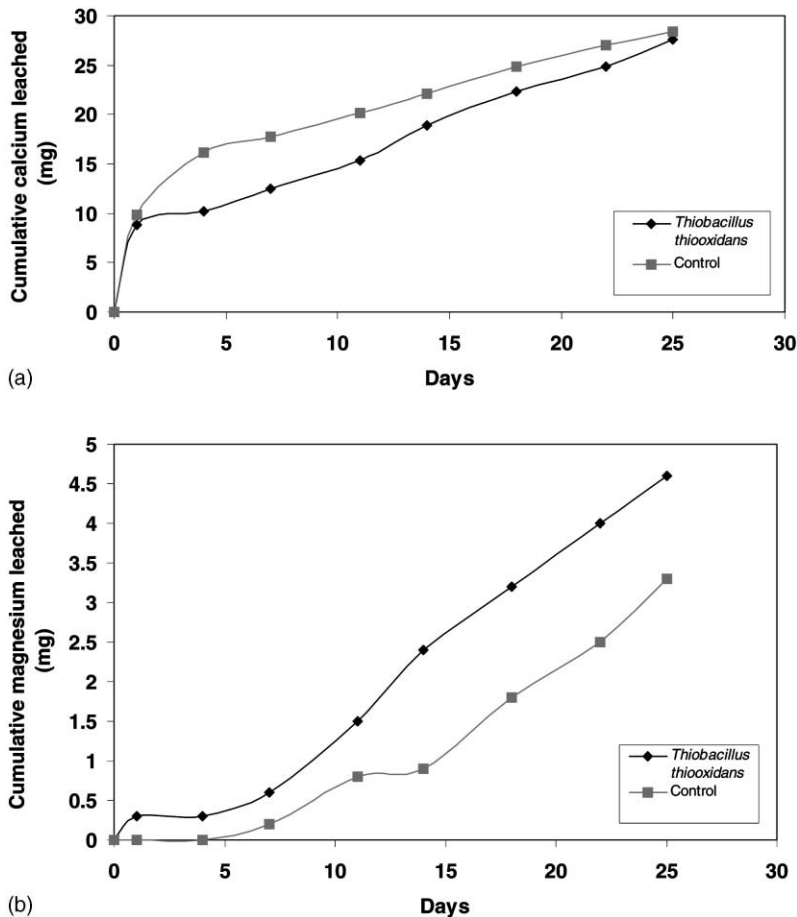 30
25
20
15
10
5
0
Cumulative calcium leached
(mg)
Thiobacillus
thiooxidans
Control
0 5 10 15 20 25 30
Days
(a)
5
4.5
4
3.5
3
2.5
2
1.5
1
0.5
0
Cumulative magnesium leached
(mg)
Thiobacillus
thiooxidans
Control
0 5 10 15 20 25 30
Days
(b)